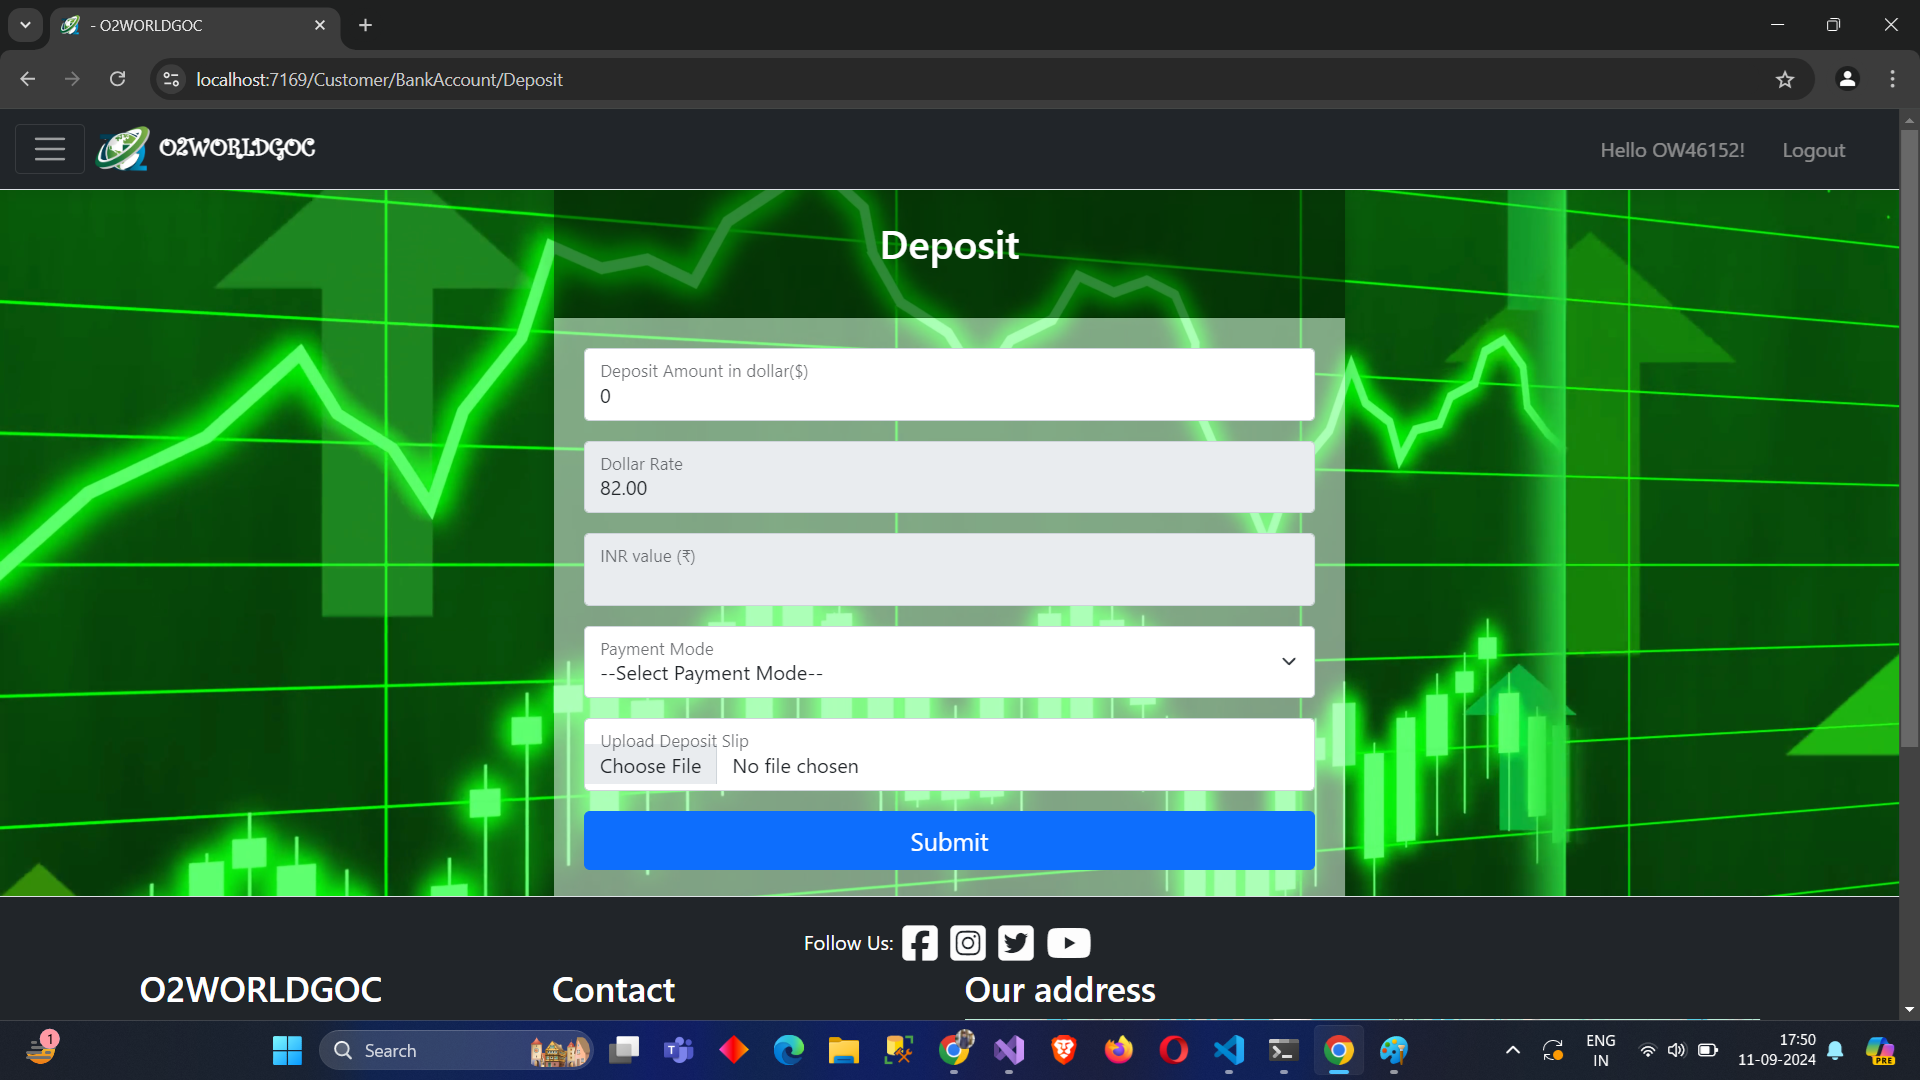 - O2WORLDGOC
localhost:7169/Customer/BankAccount/Deposit
O2WORLDGOC
Hello OW46152!
Logout
Deposit
Deposit Amount in dollar($)
0
Dollar Rate
82.00
INR value (₹)
Payment Mode
--Select Payment Mode--
Upload Deposit Slip
Choose File No file chosen
Submit
Follow Us:
O2WORLDGOC
Contact
Our address
1
Search
ENG
IN
17:50
11-09-2024
PRE